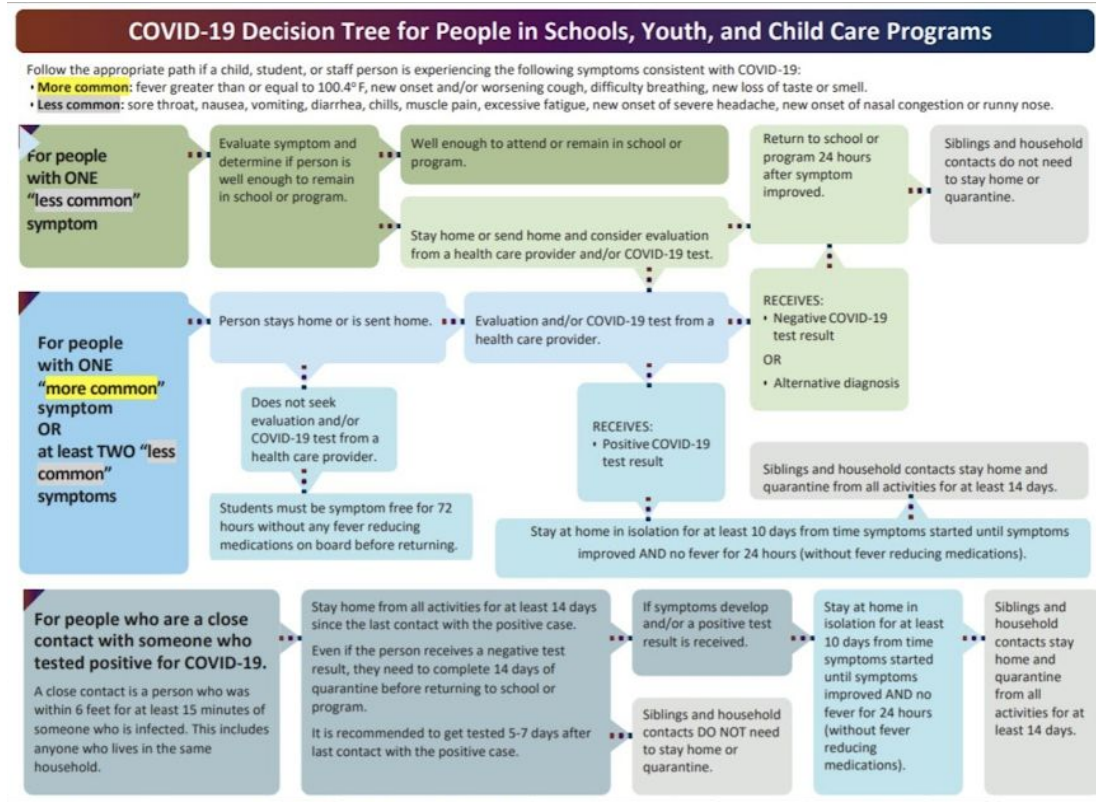 COVID-19 Decision Tree for People in Schools, Youth, and Child Care Programs
Follow the appropriate path if a child, student, or staff person is experiencing the following symptoms consistent with COVID-19:
• More common: fever greater than or equal to 100.4° F, new onset and/or worsening cough, difficulty breathing, new loss of taste or smell.
• Less common: sore throat, nausea, vomiting, diarrhea, chills, muscle pain, excessive fatigue, new onset of severe headache, new onset of nasal congestion or runny nose.
For people
with ONE
“less common”
symptom
Evaluate symptom and
determine if person is
well enough to remain
in school or program.
Well enough to attend or remain in school or
program.
Stay home or send home and consider evaluation
from a health care provider and/or COVID-19 test.
Return to school or
program 24 hours
after symptom
improved.
Siblings and household
contacts do not need
to stay home or
quarantine.
For people
with ONE
“more common”
symptom
OR
at least TWO “less
common”
symptoms
Person stays home or is sent home.
Evaluation and/or COVID-19 test from a
health care provider.
RECEIVES:
• Negative COVID-19
test result
OR
• Alternative diagnosis
Does not seek
evaluation and/or
COVID-19 test from a
health care provider.
Students must be symptom free for 72
hours without any fever reducing
medications on board before returning.
RECEIVES:
• Positive COVID-19
test result
Siblings and household contacts stay home and
quarantine from all activities for at least 14 days.
Stay at home in isolation for at least 10 days from time symptoms started until symptoms
improved AND no fever for 24 hours (without fever reducing medications).
For people who are a close
contact with someone who
tested positive for COVID-19.
A close contact is a person who was
within 6 feet for at least 15 minutes of
someone who is infected. This includes
anyone who lives in the same
household.
Stay home from all activities for at least 14 days
since the last contact with the positive case.
Even if the person receives a negative test
result, they need to complete 14 days of
quarantine before returning to school or
program.
It is recommended to get tested 5-7 days after
last contact with the positive case.
If symptoms develop
and/or a positive test
result is received.
Siblings and household
contacts DO NOT need
to stay home or
quarantine.
Stay at home in
isolation for at least
10 days from time
symptoms started
until symptoms
improved AND no
fever for 24 hours
(without fever
reducing
medications).
Siblings and
household
contacts stay
home and
quarantine
from all
activities for at
least 14 days.